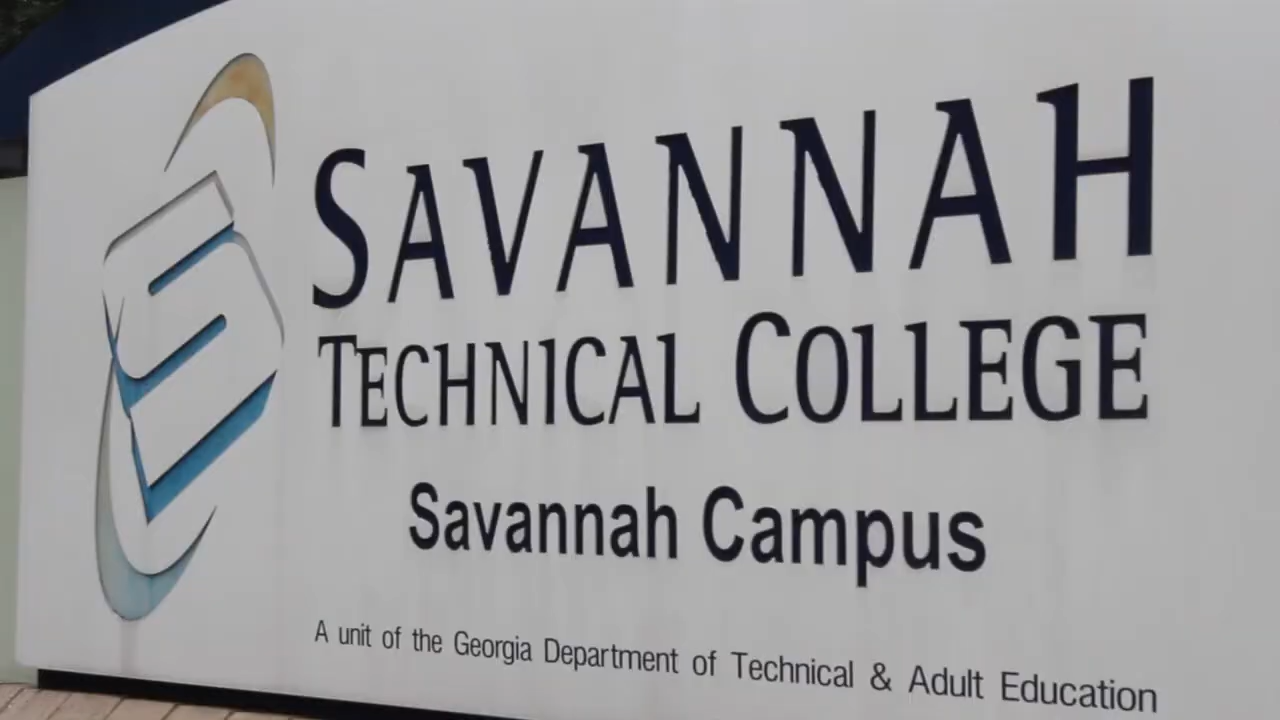 SAVANNAH
TECHNICAL COLLEGE
Savannah Campus
A unit of the Georgia Department of Technical & Adult Education